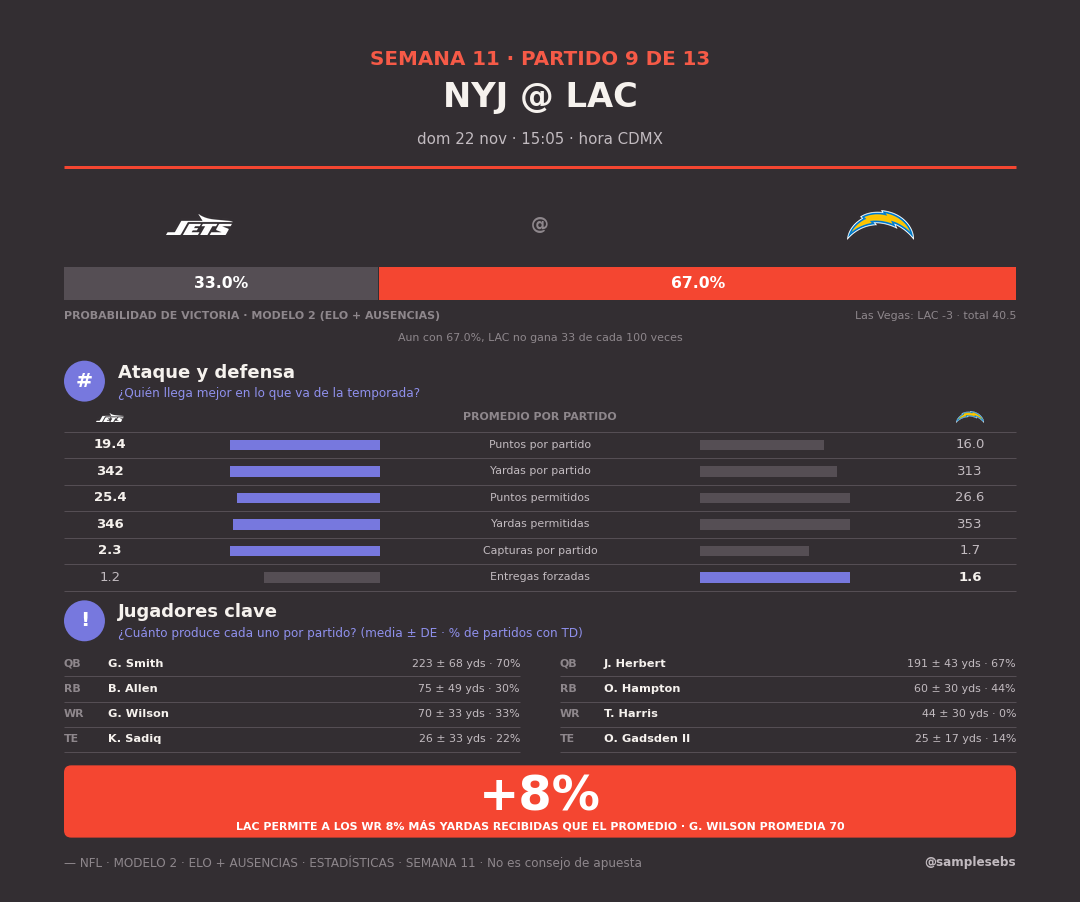 SEMANA 11 · PARTIDO 9 DE 13
NYJ @ LAC
dom 22 nov · 15:05 · hora CDMX
JETS
@
33.0%
67.0%
PROBABILIDAD DE VICTORIA · MODELO 2 (ELO + AUSENCIAS)
Las Vegas: LAC -3 · total 40.5
Aun con 67.0%, LAC no gana 33 de cada 100 veces
# Ataque y defensa
¿Quién llega mejor en lo que va de la temporada?
JETS PROMEDIO POR PARTIDO
19.4 Puntos por partido 16.0
342 Yardas por partido 313
25.4 Puntos permitidos 26.6
346 Yardas permitidas 353
2.3 Capturas por partido 1.7
1.2 Entregas forzadas 1.6
! Jugadores clave
¿Cuánto produce cada uno por partido? (media ± DE · % de partidos con TD)
QB G. Smith 223 ± 68 yds · 70%
RB B. Allen 75 ± 49 yds · 30%
WR G. Wilson 70 ± 33 yds · 33%
TE K. Sadiq 26 ± 33 yds · 22%
QB J. Herbert 191 ± 43 yds · 67%
RB O. Hampton 60 ± 30 yds · 44%
WR T. Harris 44 ± 30 yds · 0%
TE O. Gadsden II 25 ± 17 yds · 14%
+8%
LAC PERMITE A LOS WR 8% MÁS YARDAS RECIBIDAS QUE EL PROMEDIO · G. WILSON PROMEDIA 70
— NFL · MODELO 2 · ELO + AUSENCIAS · ESTADÍSTICAS · SEMANA 11 · No es consejo de apuesta
@samplesebs